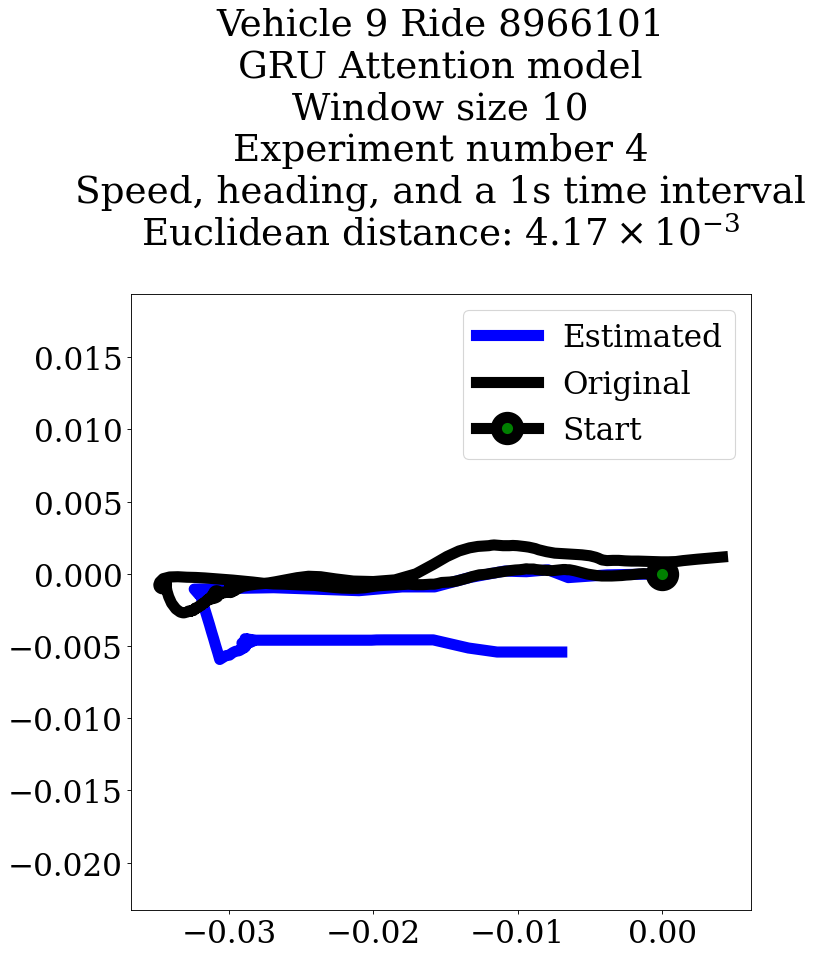 Vehicle 9 Ride 8966101
GRU Attention model
Window size 10
Experiment number 4
Speed, heading, and a 1s time interval
Euclidean distance: 4.17 × 10⁻³
Estimated
Original
Start
0.015
0.010
0.005
0.000
−0.005
−0.010
−0.015
−0.020
−0.03
−0.02
−0.01
0.00